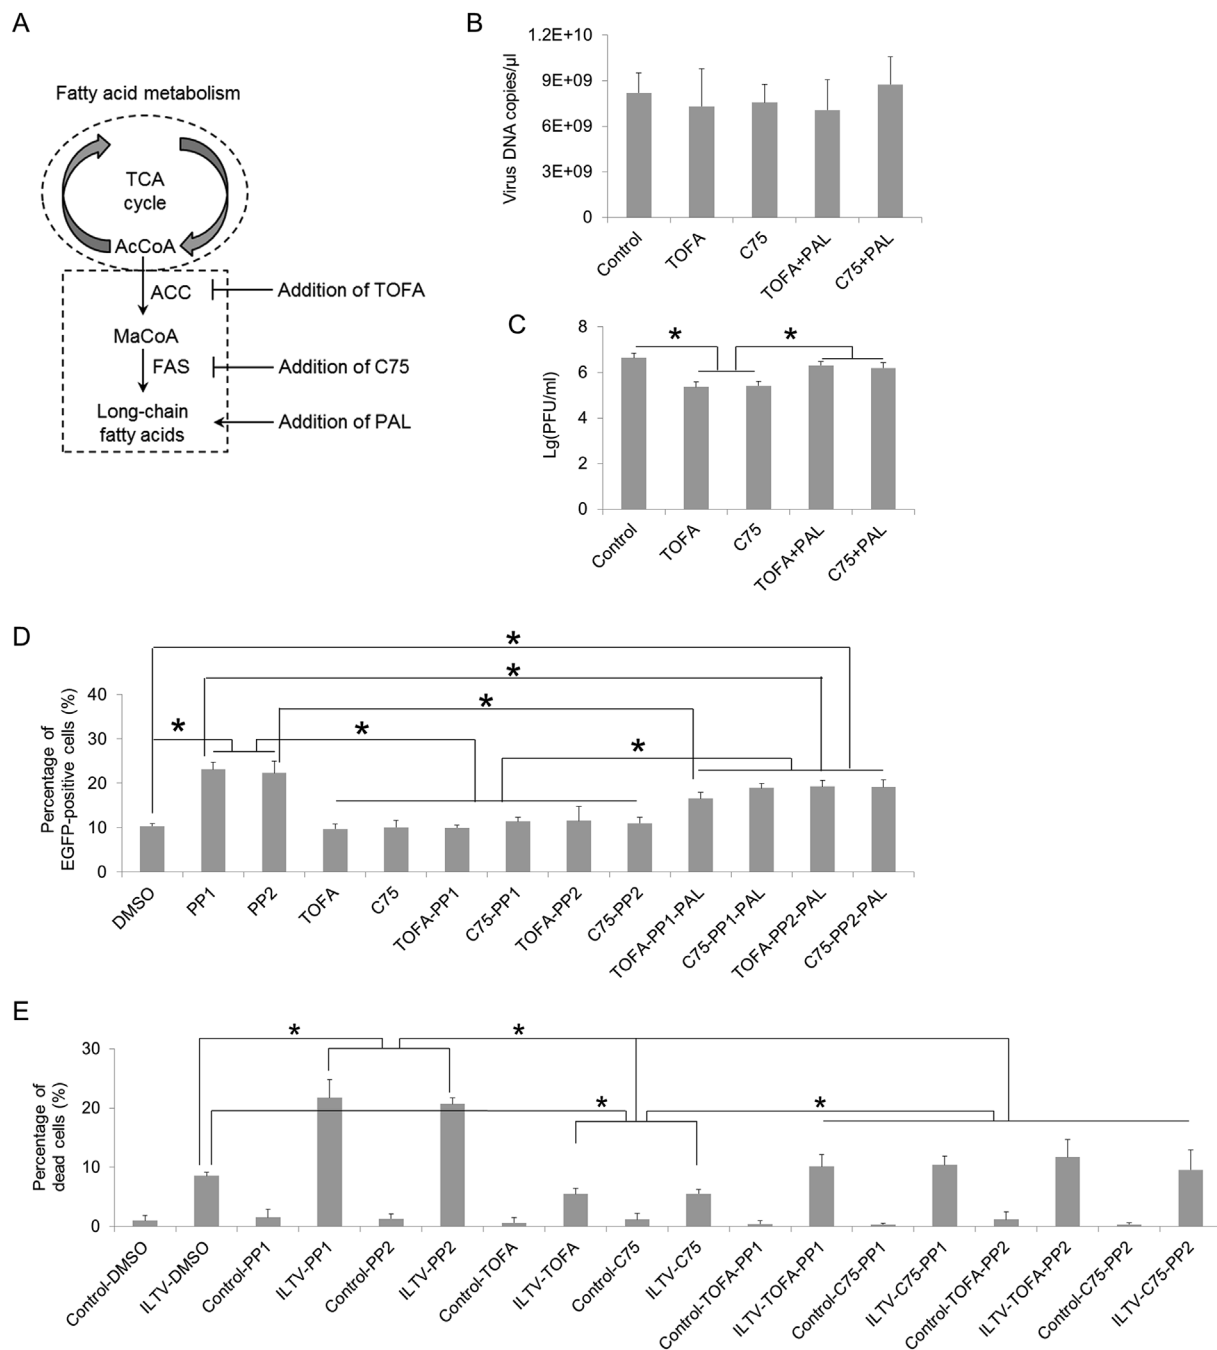 A
Fatty acid metabolism
TCA
cycle
AcCoA
ACC
Addition of TOFA
MaCoA
FAS
Addition of C75
Long-chain
fatty acids
Addition of PAL
B
Virus DNA copies/µl
1.2E+10
9E+09
6E+09
3E+09
0
Control
TOFA
C75
TOFA+PAL
C75+PAL
C
Lg(PFU/ml)
8
6
4
2
0
*
*
Control
TOFA
C75
TOFA+PAL
C75+PAL
D
Percentage of
EGFP-positive cells (%)
40
30
20
10
0
*
*
*
*
*
*
DMSO
PP1
PP2
TOFA
C75
TOFA-PP1
C75-PP1
TOFA-PP2
C75-PP2
TOFA-PP1-PAL
C75-PP1-PAL
TOFA-PP2-PAL
C75-PP2-PAL
E
Percentage of
dead cells (%)
30
20
10
0
*
*
*
*
Control-DMSO
ILTV-DMSO
Control-PP1
ILTV-PP1
Control-PP2
ILTV-PP2
Control-TOFA
ILTV-TOFA
Control-C75
ILTV-C75
Control-TOFA-PP1
ILTV-TOFA-PP1
Control-C75-PP1
ILTV-C75-PP1
Control-TOFA-PP2
ILTV-TOFA-PP2
Control-C75-PP2
ILTV-C75-PP2